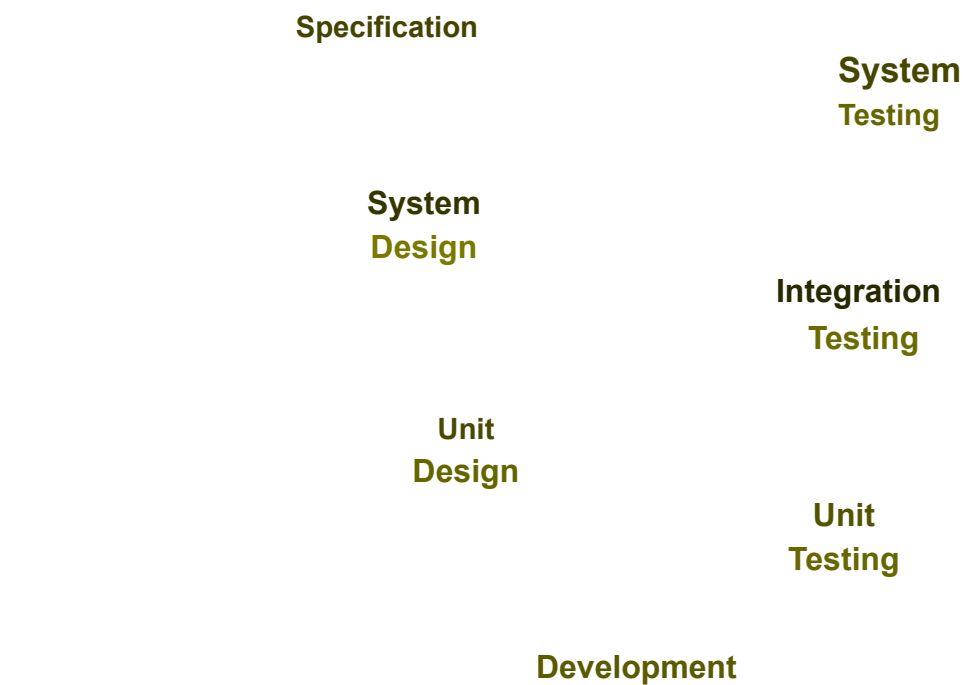 Specification
System
Testing
System
Design
Integration
Testing
Unit
Design
Unit
Testing
Development